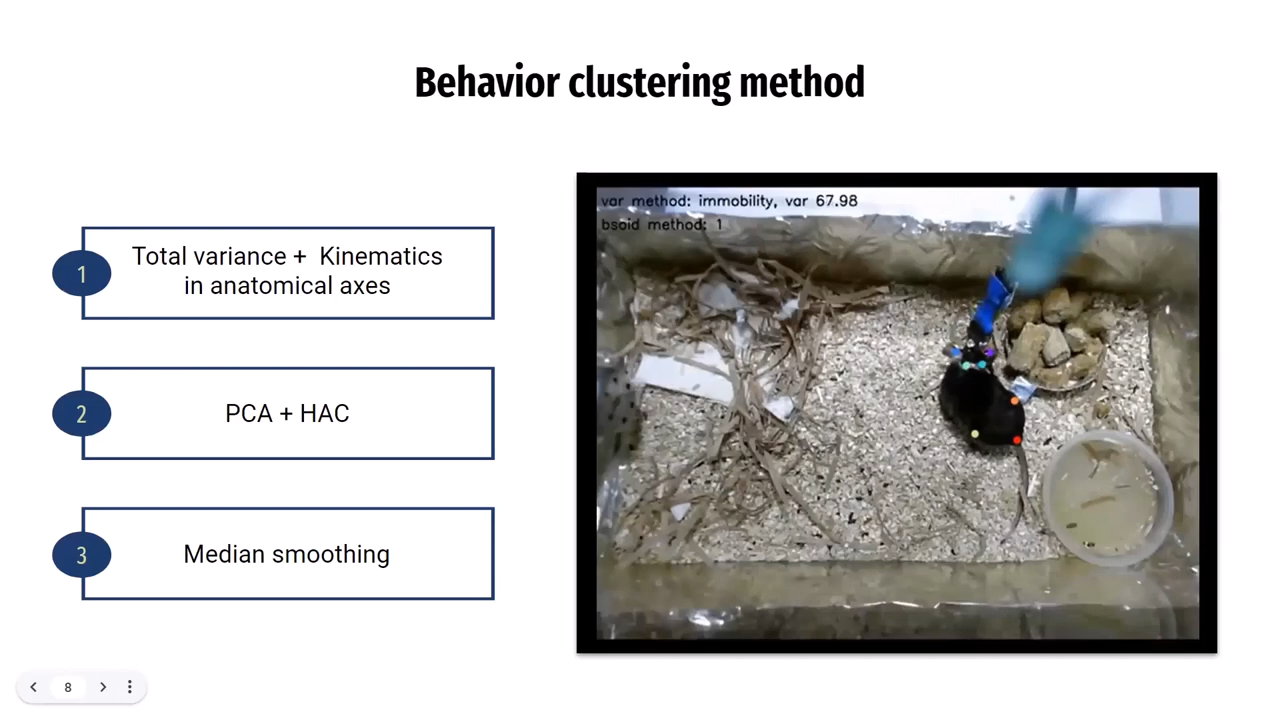 Behavior clustering method
var method: immobility, var 67.98
bsoid method: 1
1
Total variance + Kinematics
in anatomical axes
2
PCA + HAC
3
Median smoothing
8